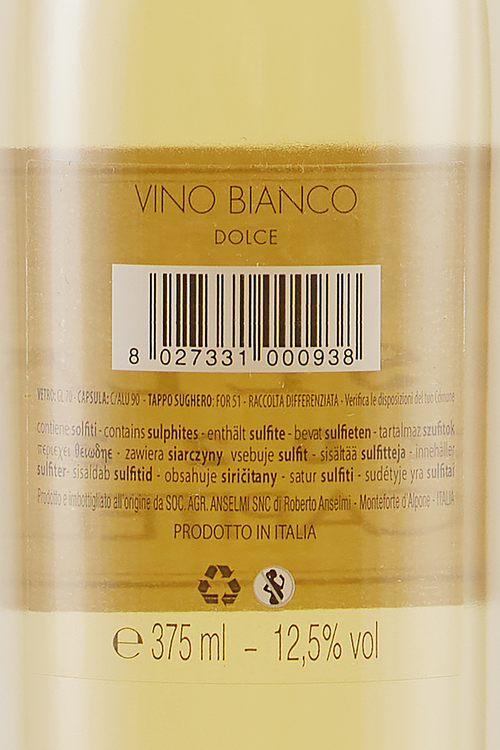 VINO BIANCO
DOLCE
8 027331 000938
VETRO: GL 70 - CAPSULA: C/ALU 90 - TAPPO SUGHERO: FOR 51 - RACCOLTA DIFFERENZIATA - Verifica le disposizioni del tuo Comune
contiene solfiti - contains sulphites - enthält sulfite - bevat sulfieten - tartalmaz szufitok
περιέχει θειώδης - zawiera siarczyny vsebuje sulfit - sisältää sulfitteja - innehåller
sulfiter- sisaldab sulfitid - obsahuje siričitany - satur sulfiti - sudėtyje yra sulfitai
Prodotto e imbottigliato all'origine da SOC. AGR. ANSELMI SNC di Roberto Anselmi - Monteforte d'Alpone - ITALIA
PRODOTTO IN ITALIA
e 375 ml - 12,5% vol